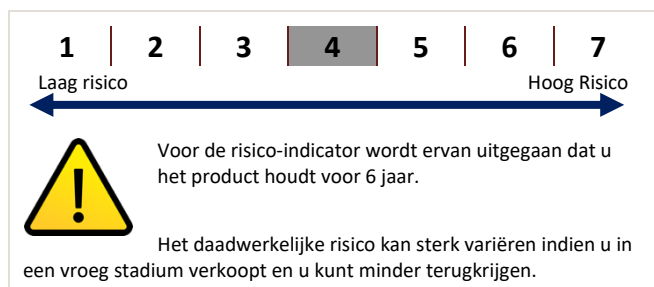 1 2 3 4 5 6 7
Laag risico Hoog Risico
Voor de risico-indicator wordt ervan uitgegaan dat u
het product houdt voor 6 jaar.
Het daadwerkelijke risico kan sterk variëren indien u in
een vroeg stadium verkoopt en u kunt minder terugkrijgen.